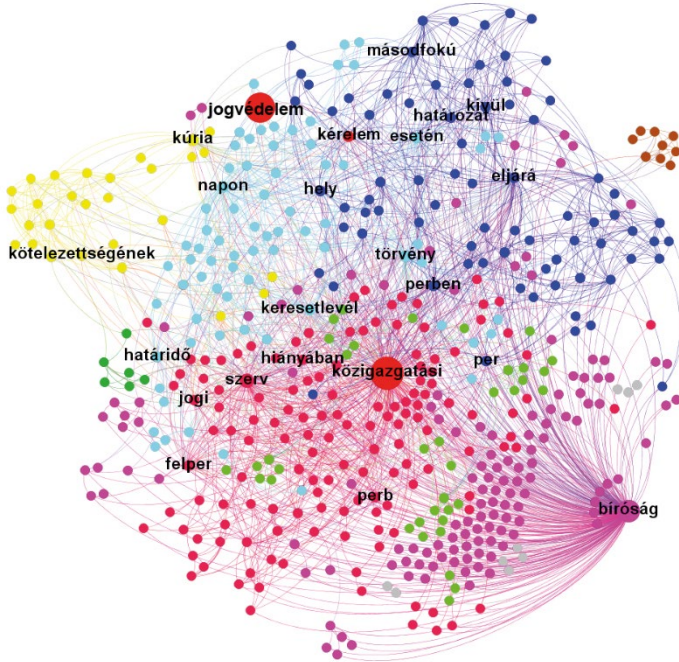 másodfokú
kívül
határozat
jogvédelem
kúria
kérelem
esetén
napon
hely
eljárá
kötelezettségének
törvény
perben
keresetlevél
határidő
hiányában
per
szerv
közigazgatási
jogi
felper
perb
bíróság